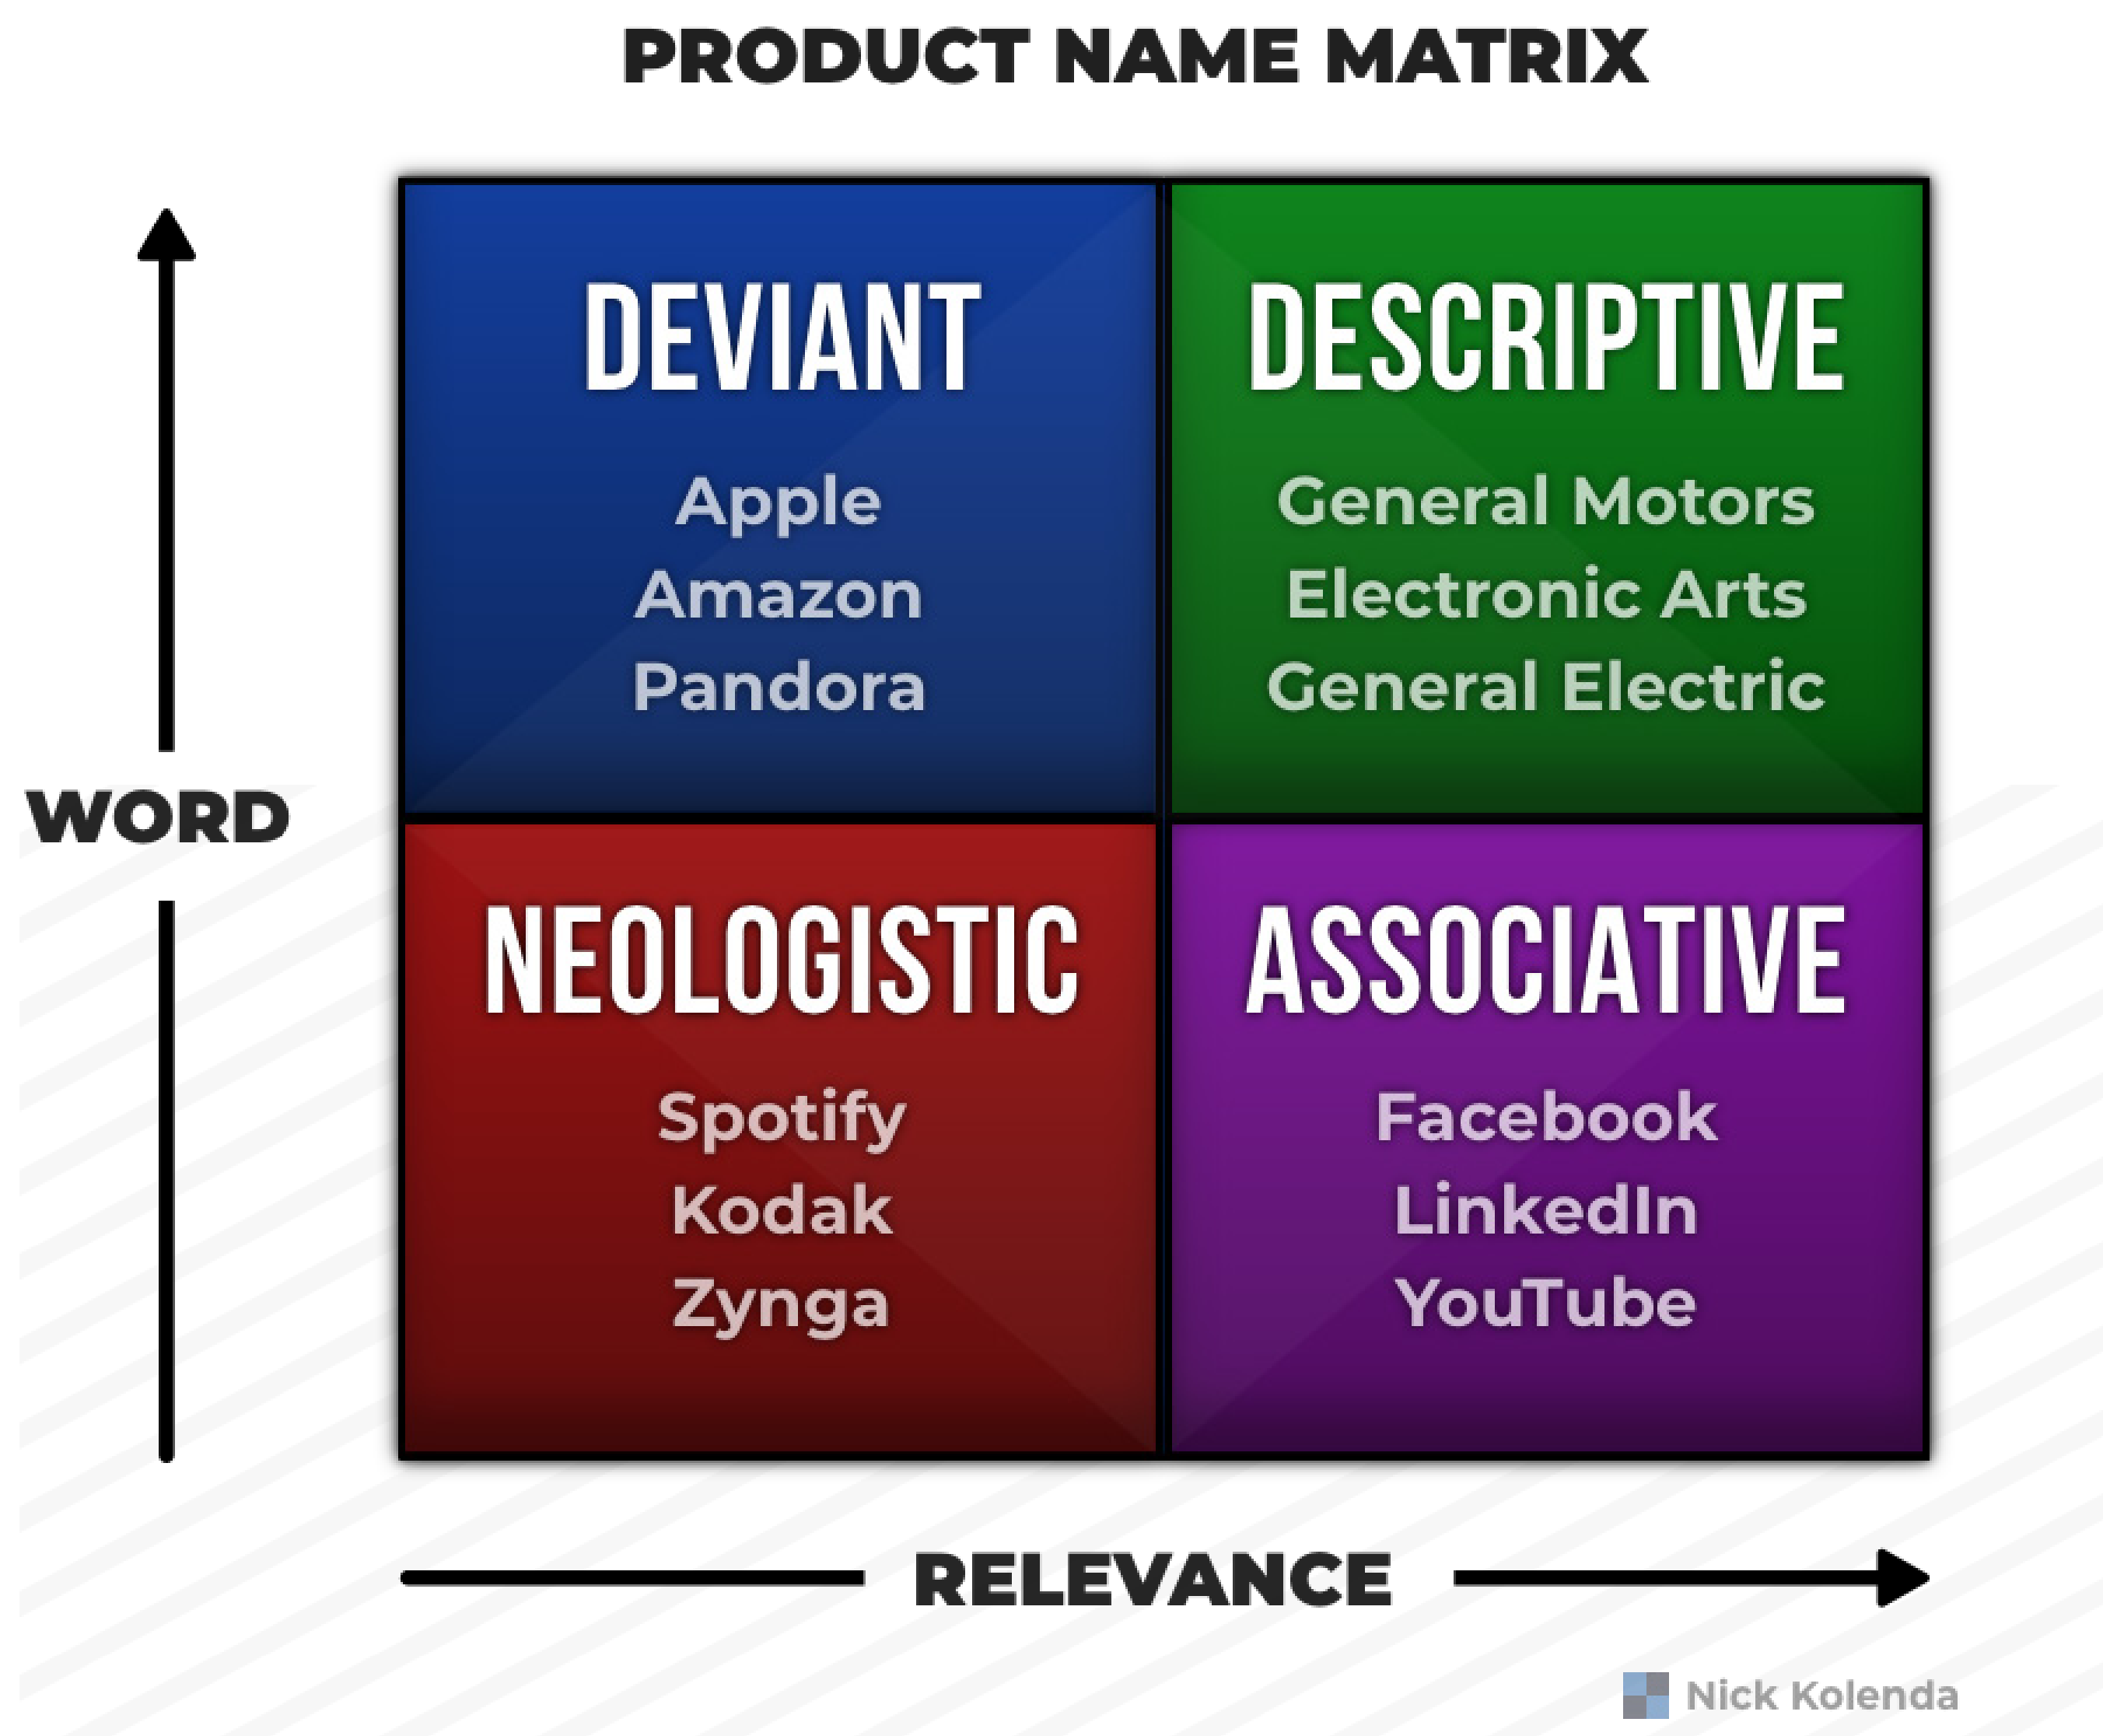 PRODUCT NAME MATRIX
DEVIANT
Apple
Amazon
Pandora
DESCRIPTIVE
General Motors
Electronic Arts
General Electric
WORD
NEOLOGISTIC
Spotify
Kodak
Zynga
ASSOCIATIVE
Facebook
LinkedIn
YouTube
RELEVANCE
Nick Kolenda